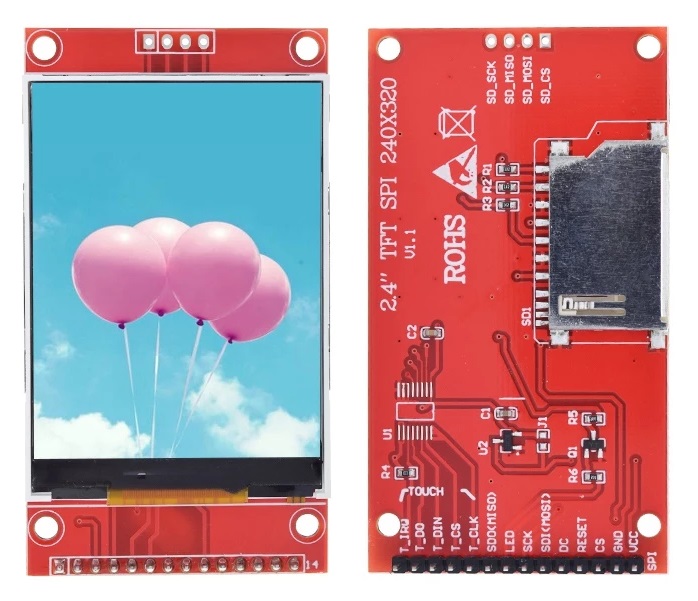 14
SD_SCK
SD_MISO
SD_MOSI
SD_CS
2.4" TFT SPI 240X320
V1.1
ROHS
R1
R2
R3
SD1
C2
U1
C1
U2
J1
R5
Q1
R6
R4
TOUCH
T_IRQ
T_DO
T_DIN
T_CS
T_CLK
SDO(MISO)
LED
SCK
SDI(MOSI)
DC
RESET
CS
GND
VCC
SPI